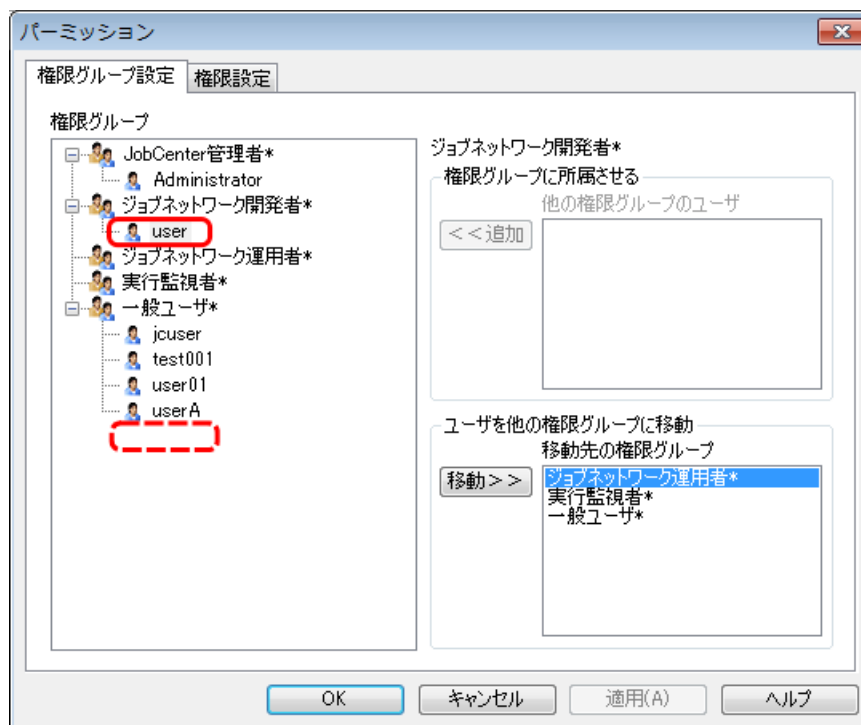 パーミッション
権限グループ設定
権限設定
権限グループ
JobCenter管理者*
Administrator
ジョブネットワーク開発者*
user
ジョブネットワーク運用者*
実行監視者*
一般ユーザ*
jcuser
test001
user01
userA
ジョブネットワーク開発者*
権限グループに所属させる
他の権限グループのユーザ
<<追加
ユーザを他の権限グループに移動
移動先の権限グループ
移動>>
ジョブネットワーク運用者*
実行監視者*
一般ユーザ*
OK
キャンセル
適用(A)
ヘルプ